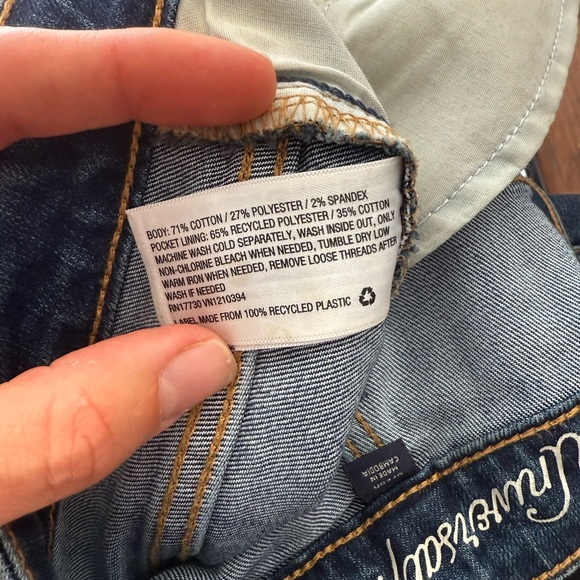 BODY: 71% COTTON / 27% POLYESTER / 2% SPANDEX
POCKET LINING: 65% RECYCLED POLYESTER / 35% COTTON
MACHINE WASH COLD SEPARATELY, WASH INSIDE OUT, ONLY
NON-CHLORINE BLEACH WHEN NEEDED, TUMBLE DRY LOW
WARM IRON WHEN NEEDED, REMOVE LOOSE THREADS AFTER
WASH IF NEEDED
RN17730 VN1210394
LABEL MADE FROM 100% RECYCLED PLASTIC
MADE IN
CAMBODIA
Universal